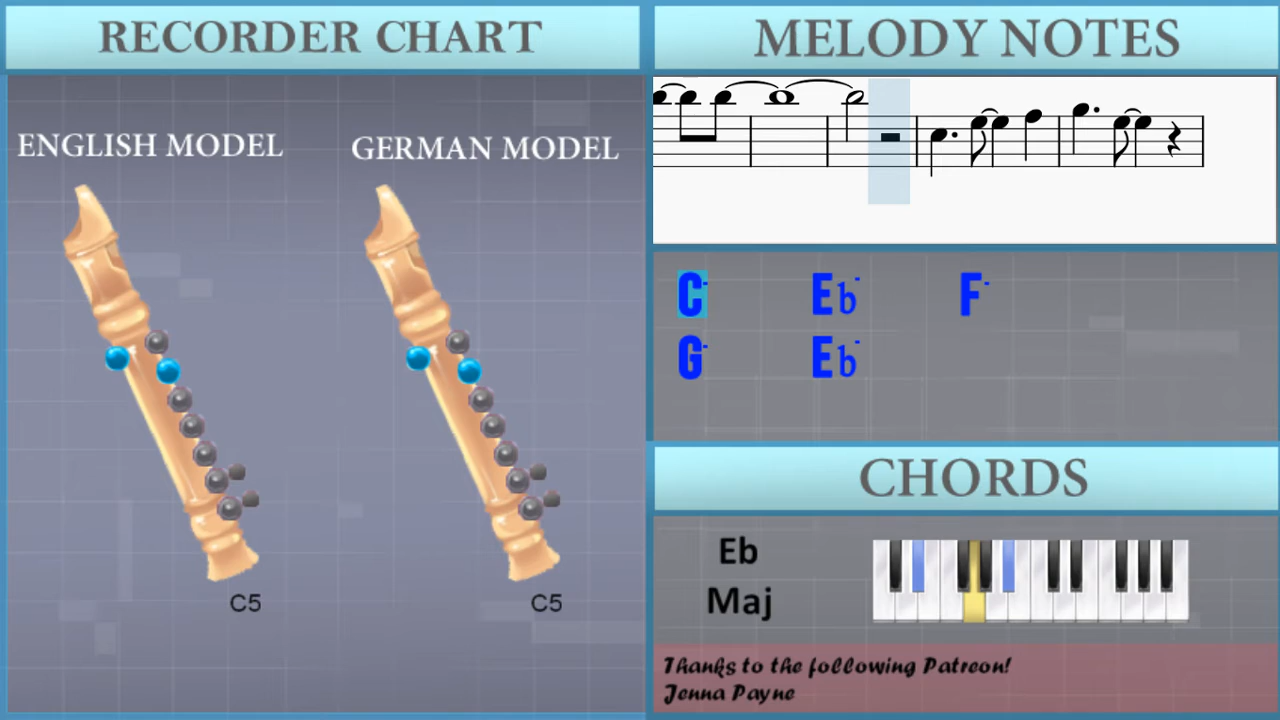 RECORDER CHART
ENGLISH MODEL
GERMAN MODEL
C5
C5
MELODY NOTES
C- Eb- F-
G- Eb-
CHORDS
Eb
Maj
Thanks to the following Patreon!
Jenna Payne